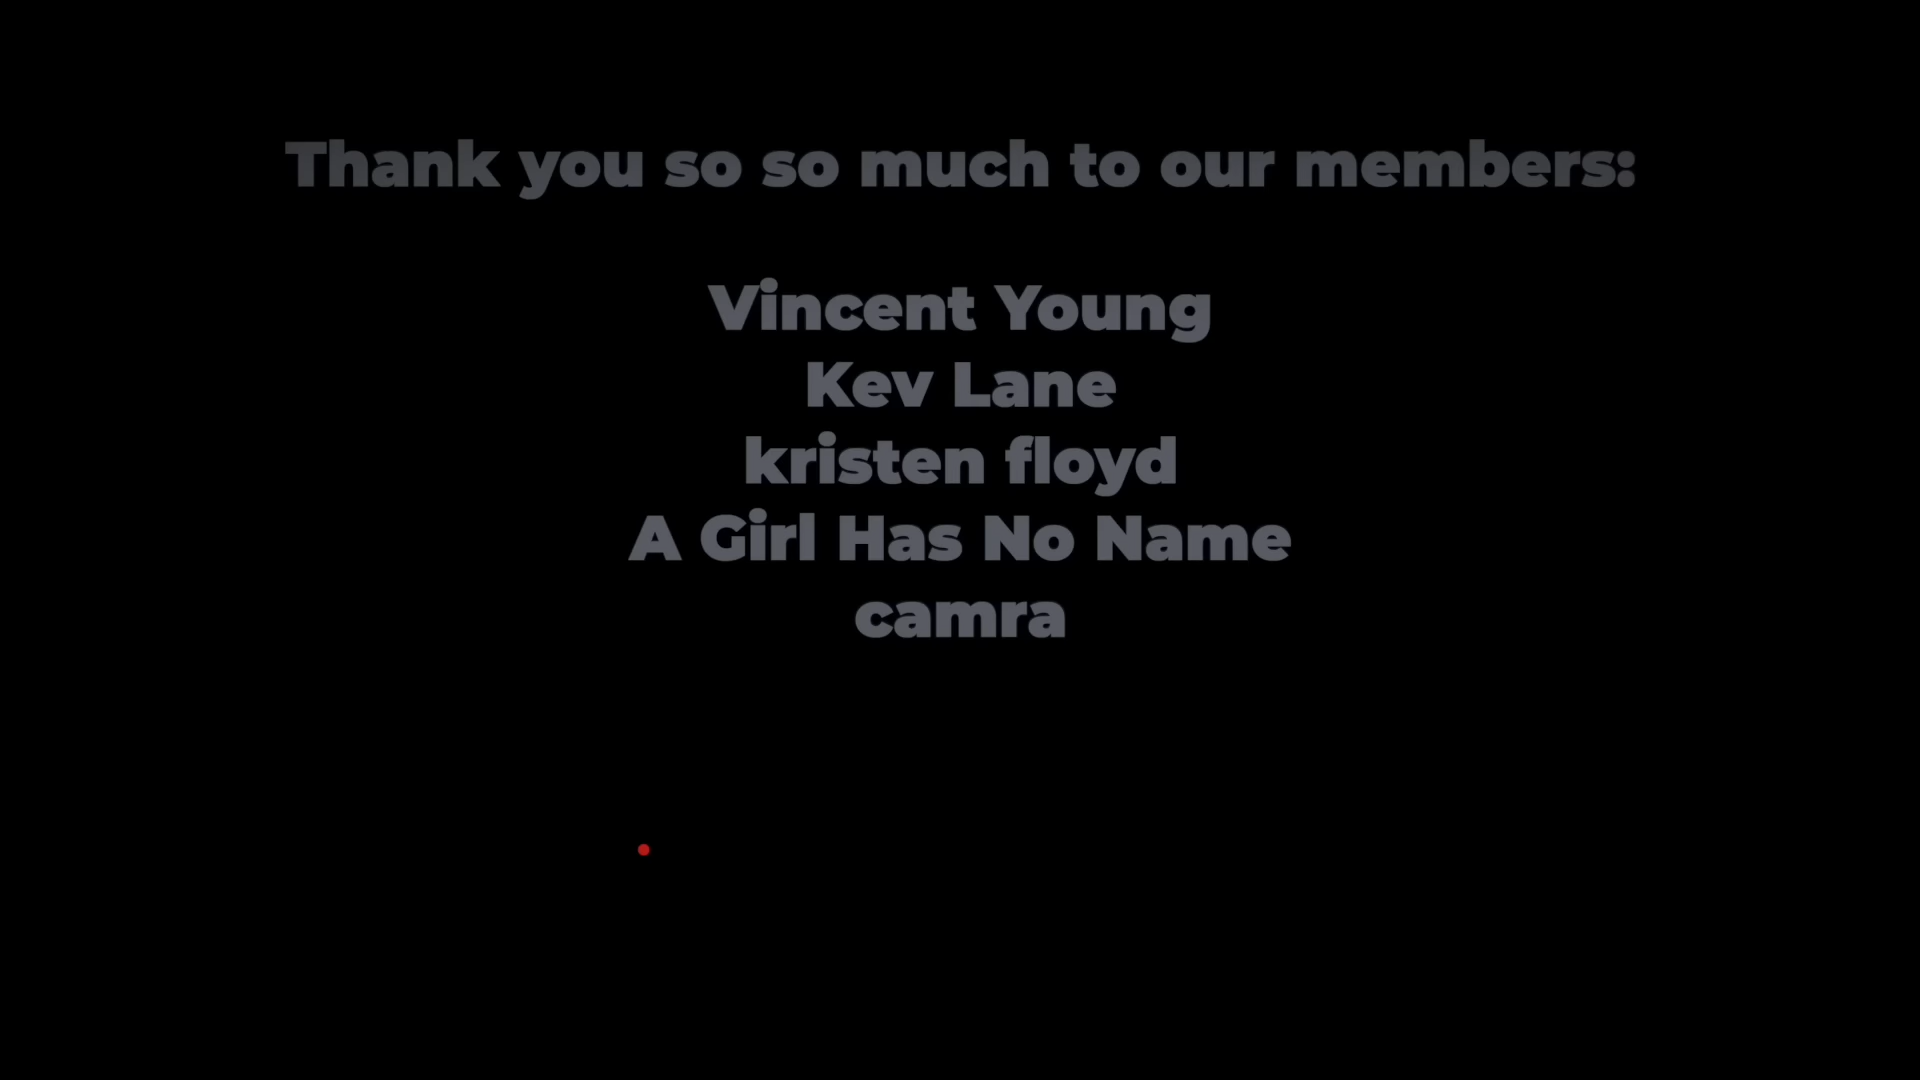 Thank you so so much to our members:
Vincent Young
Kev Lane
kristen floyd
A Girl Has No Name
camra